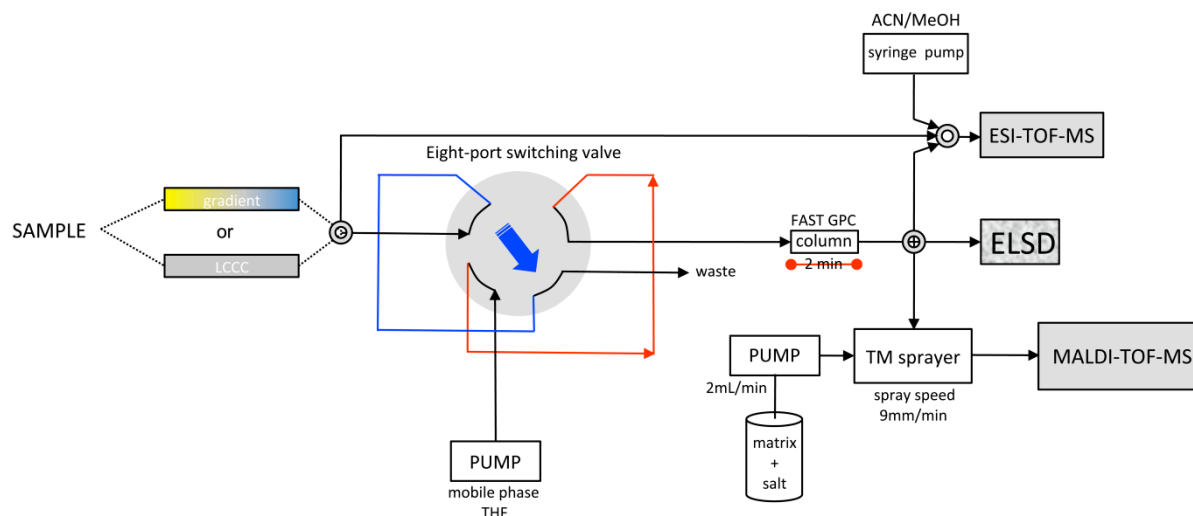 ACN/MeOH
syringe pump
ESI-TOF-MS
Eight-port switching valve
gradient
SAMPLE
or
LCCC
FAST GPC
column
2 min
ELSD
waste
PUMP
2mL/min
TM sprayer
spray speed
9mm/min
MALDI-TOF-MS
matrix
+
salt
PUMP
mobile phase
THF